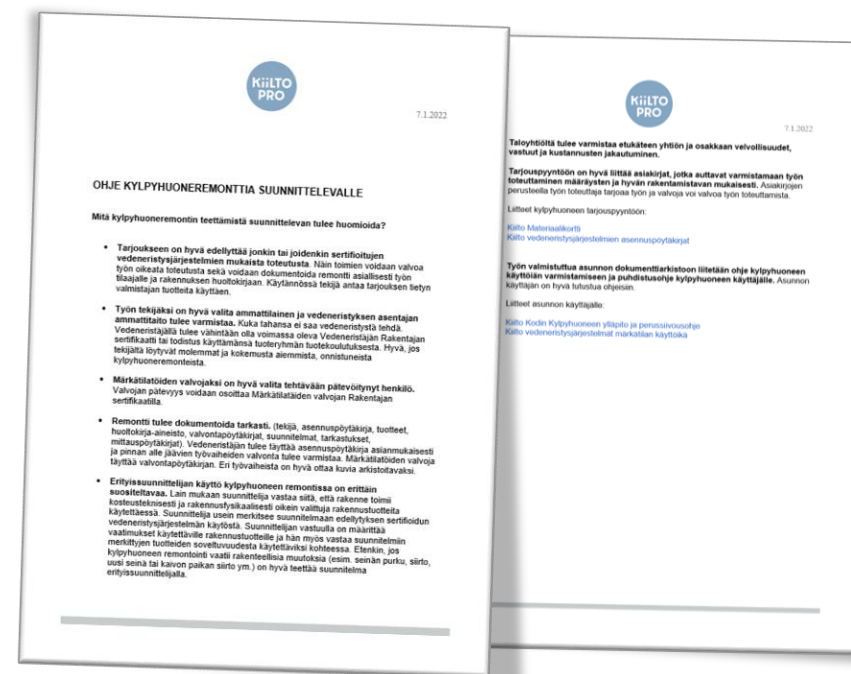 KiiLTO
PRO
7.1.2022
OHJE KYLPYHUONEREMONTTIA SUUNNITTELEVALLE
Mitä kylpyhuoneremontin teettämistä suunnittelevan tulee huomioida?
• Tarjoukseen on hyvä edellyttää jonkin tai joidenkin sertifioitujen
vedeneristysjärjestelmien mukaista toteutusta. Näin toimien voidaan valvoa
työn oikeata toteutusta sekä voidaan dokumentoida remontti asiallisesti työn
tilaajalle ja rakennuksen huoltokirjaan. Käytännössä tekijä antaa tarjouksen tietyn
valmistajan tuotteita käyttäen.
• Työn tekijäksi on hyvä valita ammattilainen ja vedeneristyksen asentajan
ammattitaito tulee varmistaa. Kuka tahansa ei saa vedeneristystä tehdä.
Vedeneristäjällä tulee vähintään olla voimassa oleva Vedeneristäjän Rakentajan
sertifikaatti tai todistus käyttämänsä tuoteryhmän tuotekoulutuksesta. Hyvä, jos
tekijältä löytyvät molemmat ja kokemusta aiemmista, onnistuneista
kylpyhuoneremonteista.
• Märkätilatöiden valvojaksi on hyvä valita tehtävään pätevöitynyt henkilö.
Valvojan pätevyys voidaan osoittaa Märkätilatöiden valvojan Rakentajan
sertifikaatilla.
• Remontti tulee dokumentoida tarkasti. (tekijä, asennuspöytäkirja, tuotteet,
huoltokirja-aineisto, valvontapöytäkirjat, suunnitelmat, tarkastukset,
mittauspöytäkirjat). Vedeneristäjän tulee täyttää asennuspöytäkirja asianmukaisesti
ja pinnan alle jäävien työvaiheiden valvonta tulee varmistaa. Märkätilatöiden valvoja
täyttää valvontapöytäkirjan. Eri työvaiheista on hyvä ottaa kuvia arkistoitavaksi.
• Erityissuunnittelijan käyttö kylpyhuoneen remontissa on erittäin
suositeltavaa. Lain mukaan suunnittelija vastaa siitä, että rakenne toimii
kosteusteknisesti ja rakennusfysikaalisesti oikein valittuja rakennustuotteita
käytettäessä. Suunnittelija usein merkitsee suunnitelmaan edellytyksen sertifioidun
vedeneristysjärjestelmän käytöstä. Suunnittelijan vastuulla on määrittää
vaatimukset käytettäville rakennustuotteille ja hän myös vastaa suunnitelmiin
merkittyjen tuotteiden soveltuvuudesta käytettäviksi kohteessa. Etenkin, jos
kylpyhuoneen remontointi vaatii rakenteellisia muutoksia (esim. seinän purku, siirto,
uusi seinä tai kaivon paikan siirto ym.) on hyvä teettää suunnitelma
erityissuunnittelijalla.
KiiLTO
PRO
7.1.2022
Taloyhtiöltä tulee varmistaa etukäteen yhtiön ja osakkaan velvollisuudet,
vastuut ja kustannusten jakautuminen.
Tarjouspyyntöön on hyvä liittää asiakirjat, jotka auttavat varmistamaan työn
toteuttaminen määräysten ja hyvän rakentamistavan mukaisesti. Asiakirjojen
perusteella työn toteuttaja tarjoaa työn ja valvoja voi valvoa työn toteuttamista.
Liitteet kylpyhuoneen tarjouspyyntöön:
Kiilto Materiaalikortti
Kiilto vedeneristysjärjestelmien asennuspöytäkirjat
Työn valmistuttua asunnon dokumenttiarkistoon liitetään ohje kylpyhuoneen
käyttöiän varmistamiseen ja puhdistusohje kylpyhuoneen käyttäjälle. Asunnon
käyttäjän on hyvä tutustua ohjeisiin.
Liitteet asunnon käyttäjälle:
Kiilto Kodin Kylpyhuoneen ylläpito ja perussiivousohje
Kiilto vedeneristysjärjestelmät märkätilan käyttöikä